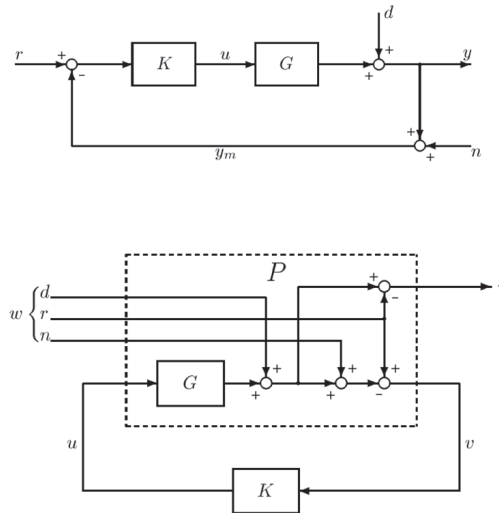 d
r + - K u G + + y
+ +
y_m n
P
w { d + -
r
n + + +
G + + -
u v
K